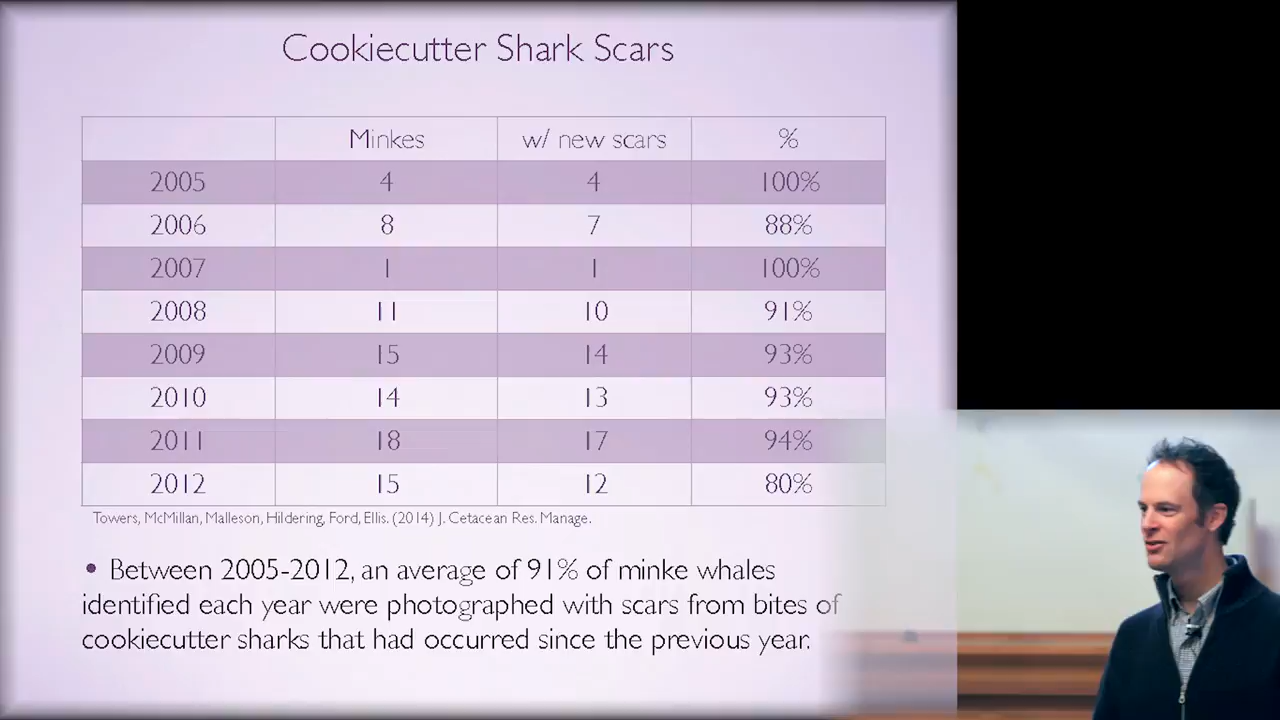 Cookiecutter Shark Scars
Minkes w/ new scars %
2005 4 4 100%
2006 8 7 88%
2007 1 1 100%
2008 11 10 91%
2009 15 14 93%
2010 14 13 93%
2011 18 17 94%
2012 15 12 80%
Towers, McMillan, Malleson, Hildering, Ford, Ellis. (2014) J. Cetacean Res. Manage.
• Between 2005-2012, an average of 91% of minke whales
identified each year were photographed with scars from bites of
cookiecutter sharks that had occurred since the previous year.